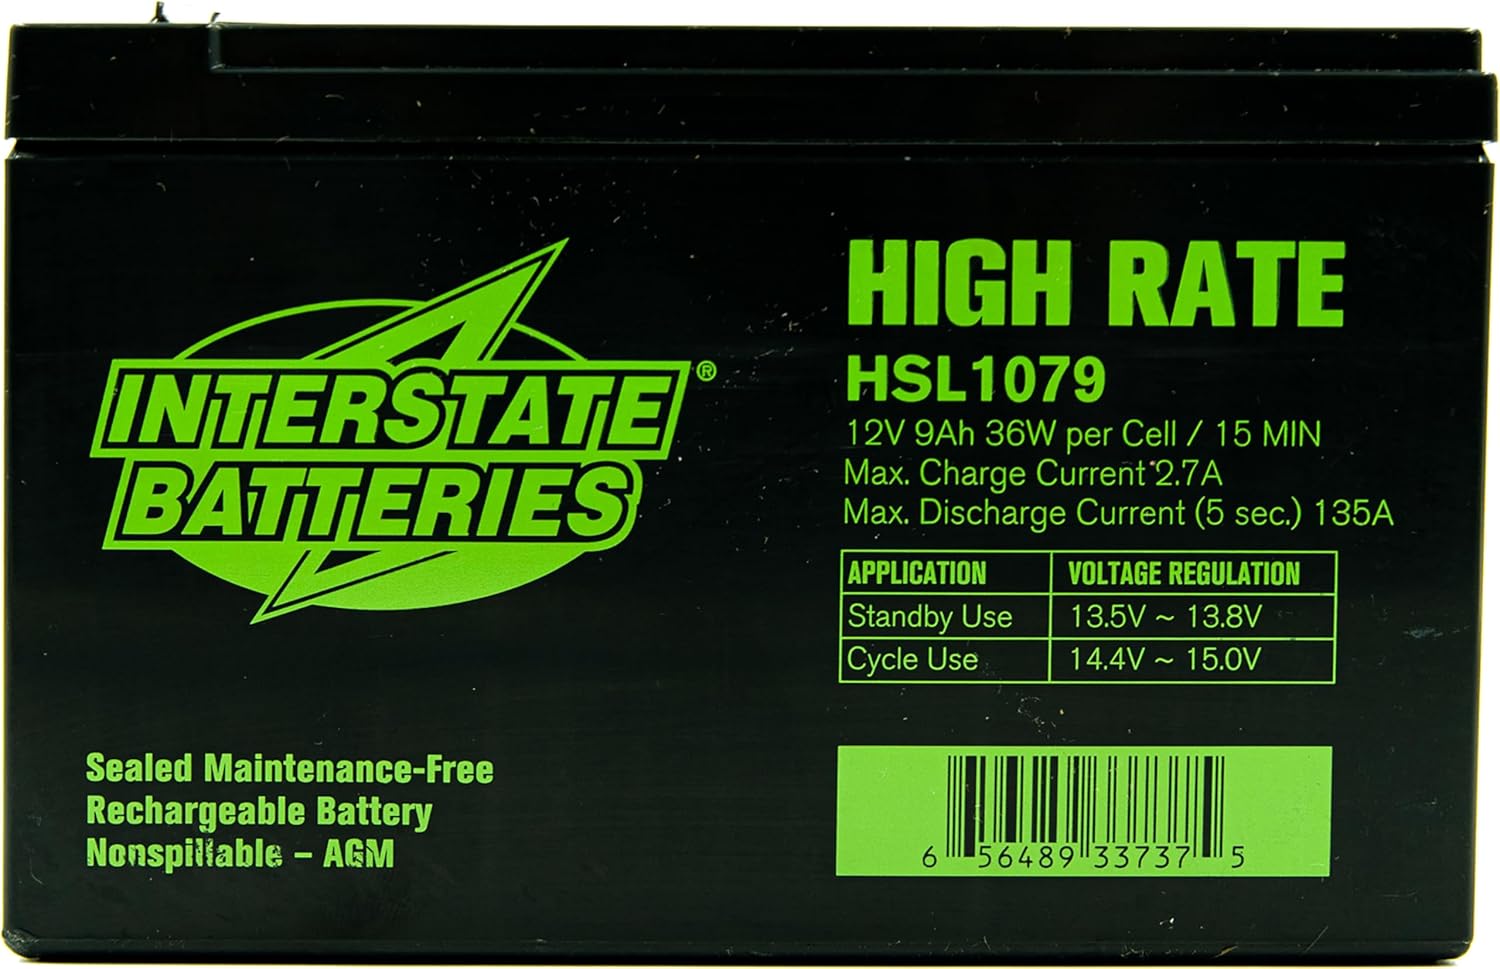 INTERSTATE
BATTERIES®
HIGH RATE
HSL1079
12V 9Ah 36W per Cell / 15 MIN
Max. Charge Current 2.7A
Max. Discharge Current (5 sec.) 135A
APPLICATION VOLTAGE REGULATION
Standby Use 13.5V ~ 13.8V
Cycle Use 14.4V ~ 15.0V
Sealed Maintenance-Free
Rechargeable Battery
Nonspillable – AGM
6 56489 33737 5